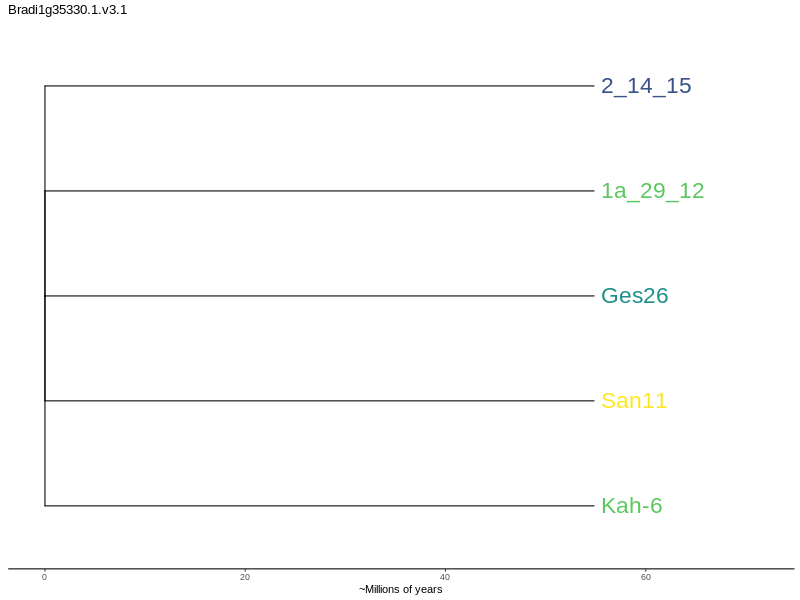 Bradi1g35330.1.v3.1
2_14_15
1a_29_12
Ges26
San11
Kah-6
0 20 40 60
~Millions of years